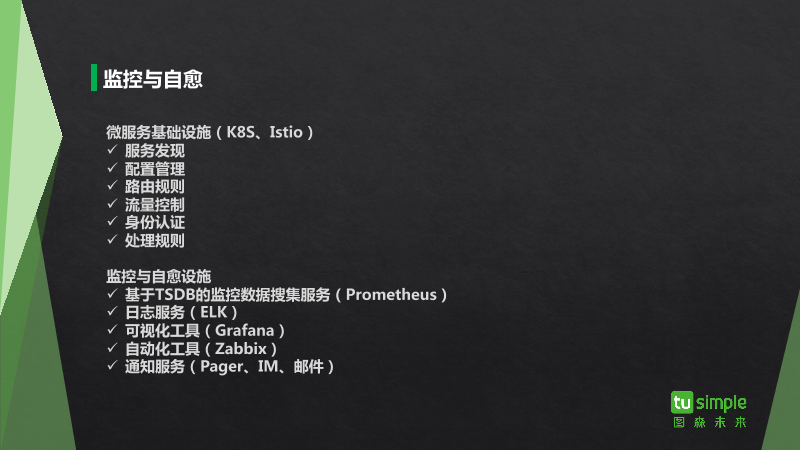 监控与自愈
微服务基础设施（K8S、Istio）
✓ 服务发现
✓ 配置管理
✓ 路由规则
✓ 流量控制
✓ 身份认证
✓ 处理规则
监控与自愈设施
✓ 基于TSDB的监控数据搜集服务（Prometheus）
✓ 日志服务（ELK）
✓ 可视化工具（Grafana）
✓ 自动化工具（Zabbix）
✓ 通知服务（Pager、IM、邮件）
tu simple
图森未来